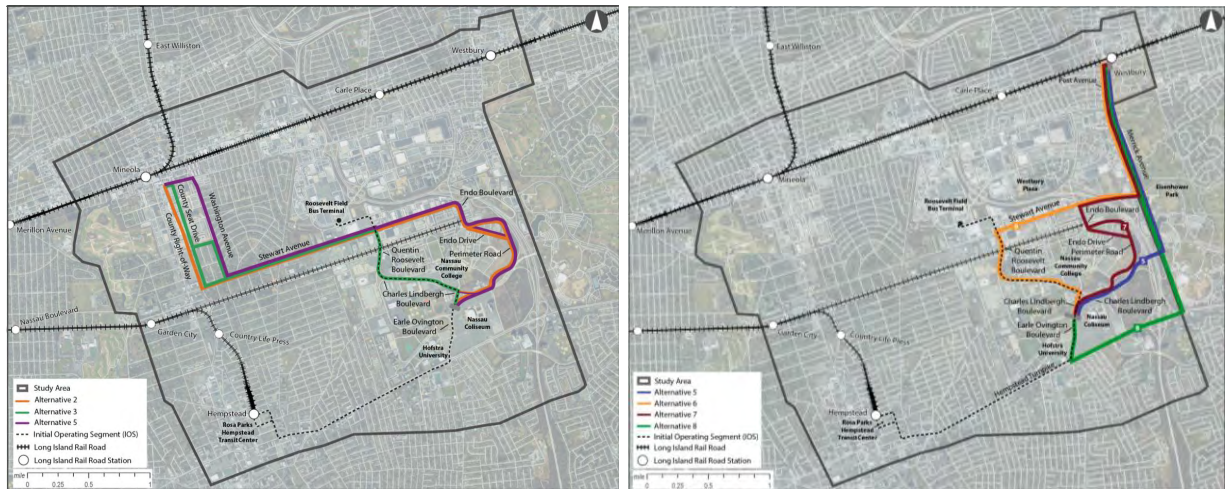 East Williston
Westbury
Carle Place
Mineola
Merillon Avenue
County Seat Drive
County Right-of-Way
Washington Avenue
Roosevelt Field
Bus Terminal
Endo Boulevard
Stewart Avenue
Endo Drive
Perimeter Road
Quentin
Roosevelt
Boulevard
Nassau
Community
College
Charles Lindbergh
Boulevard
Nassau
Coliseum
Earle Ovington
Boulevard
Hofstra
University
Nassau Boulevard
Garden City
Country Life Press
Hempstead
Rosa Parks
Hempstead
Transit Center
Study Area
Alternative 2
Alternative 3
Alternative 5
Initial Operating Segment (IOS)
Long Island Rail Road
Long Island Rail Road Station
mile
0 0.25 0.5 1
East Williston
Westbury
Post Avenue
Carle Place
Mineola
Merrillon Avenue
Merrick Avenue
Eisenhower
Park
Westbury
Place
Roosevelt Field
Bus Terminal
Stewart Avenue
6
Endo Boulevard
7
Endo Drive
Perimeter Road
Quentin
Roosevelt
Boulevard
Nassau
Community
College
5
Charles Lindbergh
Boulevard
Charles Lindbergh
Boulevard
Earle Ovington
Boulevard
Nassau
Coliseum
8
Hofstra
University
Hempstead Turnpike
Nassau Boulevard
Garden City
Country Life Press
Hempstead
Rosa Parks
Hempstead
Transit Center
Study Area
Alternative 5
Alternative 6
Alternative 7
Alternative 8
Initial Operating Segment (IOS)
Long Island Rail Road
Long Island Rail Road Station
mile
0 0.25 0.5 1